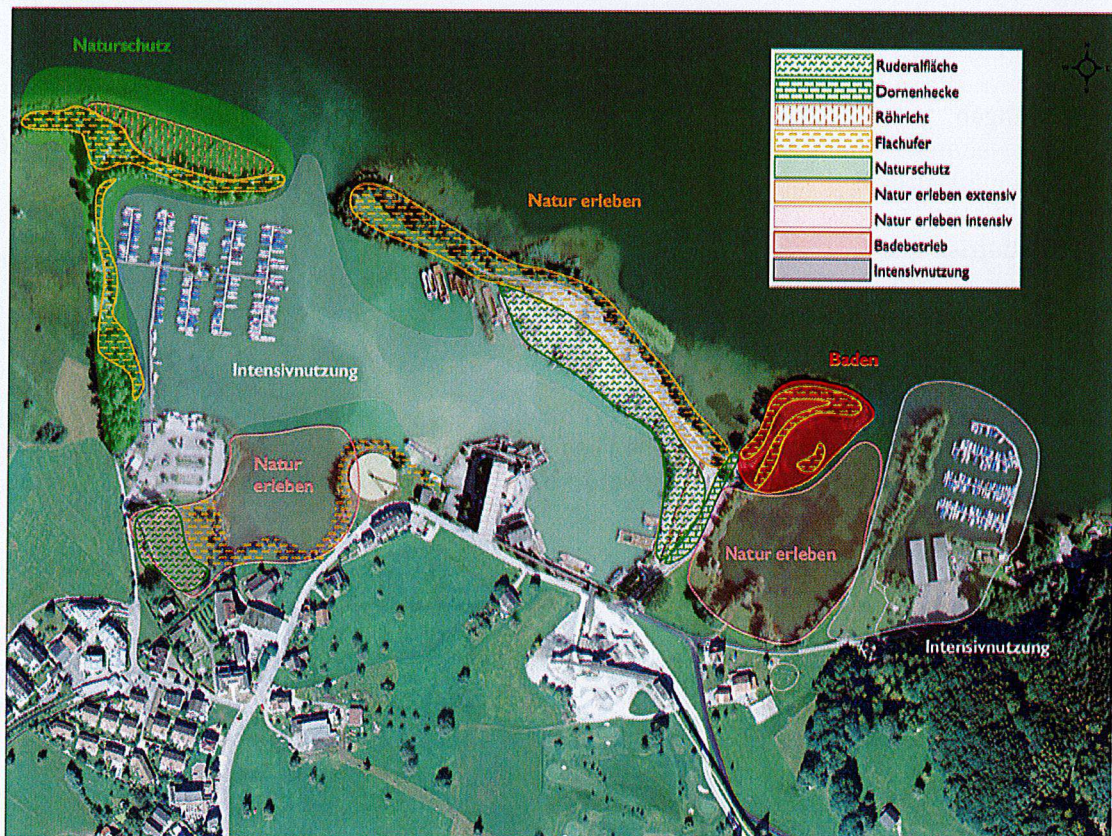 Naturschutz
Ruderalfläche
Dornenhecke
Röhricht
Flachufer
Naturschutz
Natur erleben extensiv
Natur erleben intensiv
Badebetrieb
Intensivnutzung
Natur erleben
Baden
Intensivnutzung
Natur
erleben
Natur erleben
Intensivnutzung